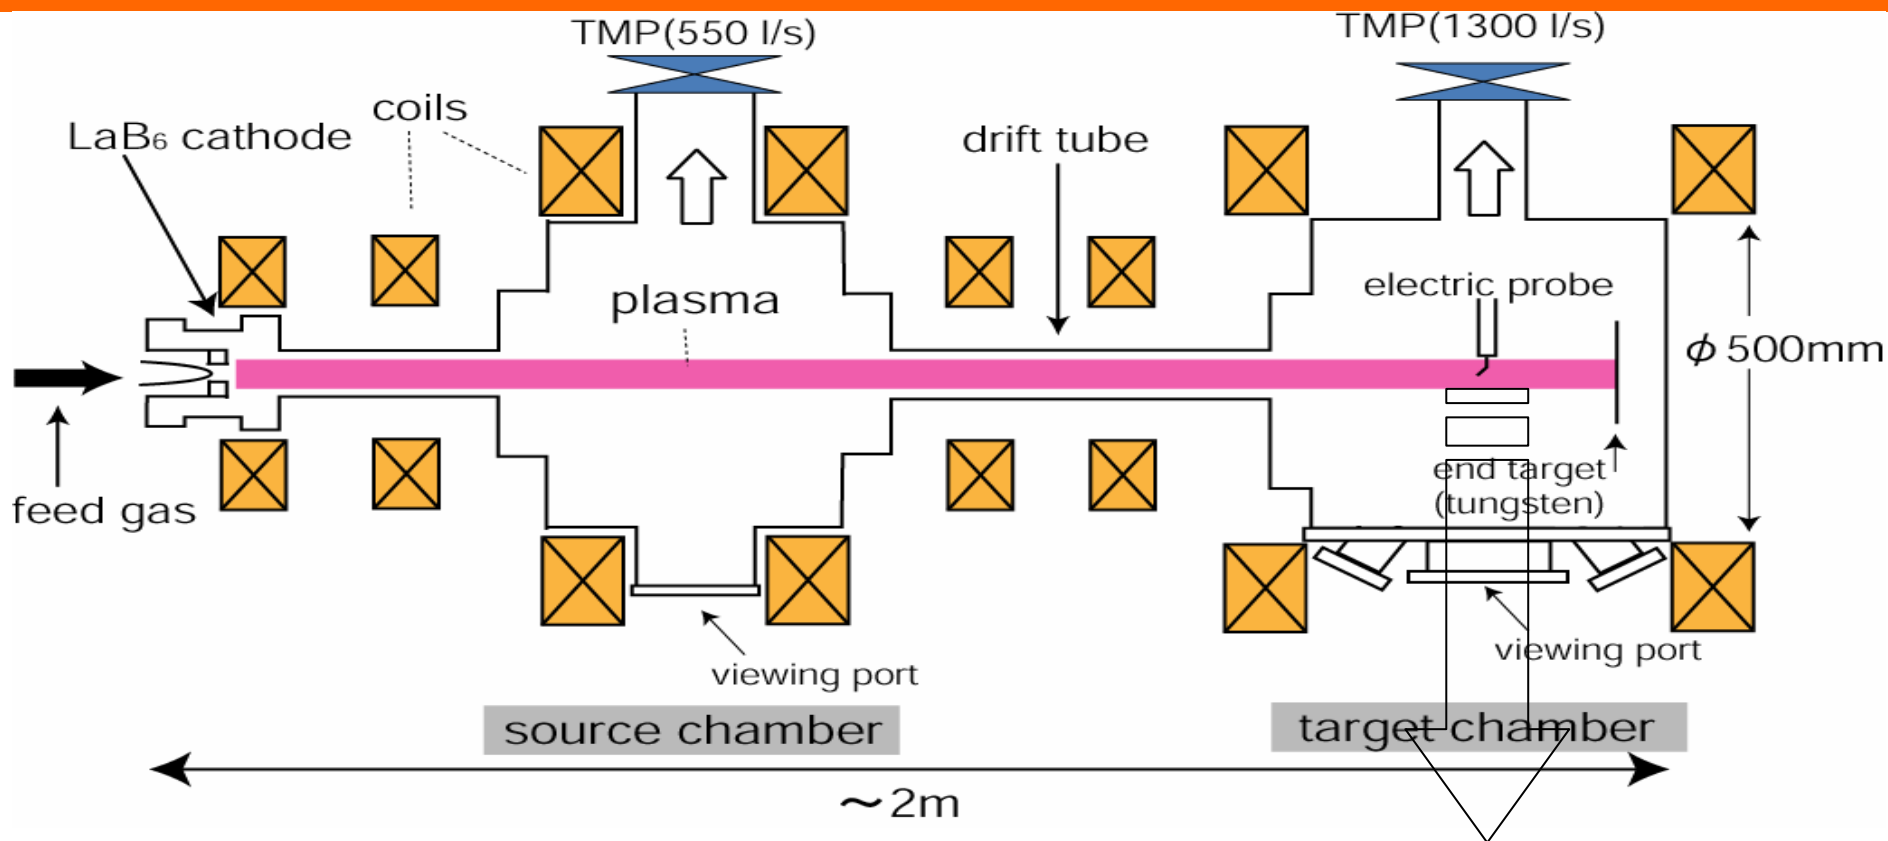 TMP(550 l/s)
TMP(1300 l/s)
coils
LaB₆ cathode
drift tube
electric probe
plasma
ϕ 500mm
end target
(tungsten)
feed gas
viewing port
viewing port
source chamber
target chamber
～2m